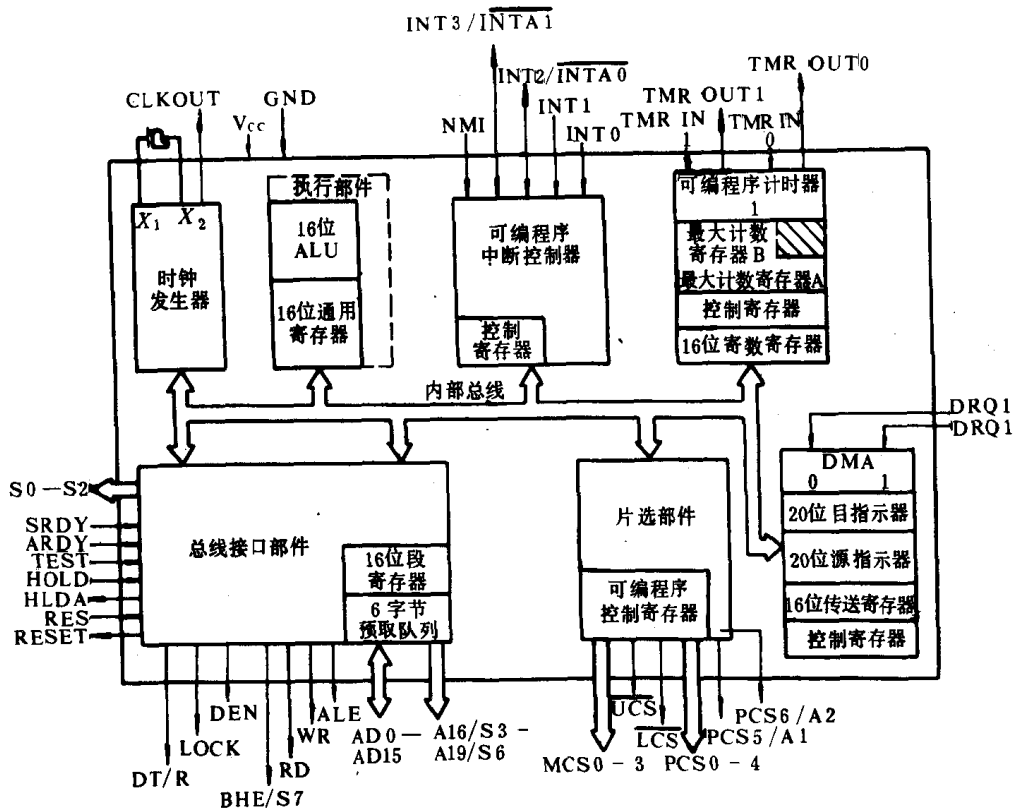 INT3/INTA1
INT2/INTA0
TMR OUT0
CLKOUT
GND
INT1
TMR OUT1
Vcc
NMI
INT0
TMR IN
1
TMR IN
0
X1 X2
时钟
发生器
执行部件
16位
ALU
16位通用
寄存器
可编程序
中断控制器
控制
寄存器
可编程序计时器
1
最大计数
寄存器B
最大计数寄存器A
控制寄存器
16位寄数寄存器
内部总线
DRQ1
DRQ1
S0—S2
SRDY
ARDY
TEST
HOLD
HLDA
RES
RESET
总线接口部件
16位段
寄存器
6字节
预取队列
片选部件
可编程序
控制寄存器
DMA
0 1
20位目指示器
20位源指示器
16位传送寄存器
控制寄存器
DT/R
LOCK
DEN
BHE/S7
RD
WR
ALE
AD0—
AD15
A16/S3-
A19/S6
MCS0-3
UCS
LCS
PCS0-4
PCS5/A1
PCS6/A2